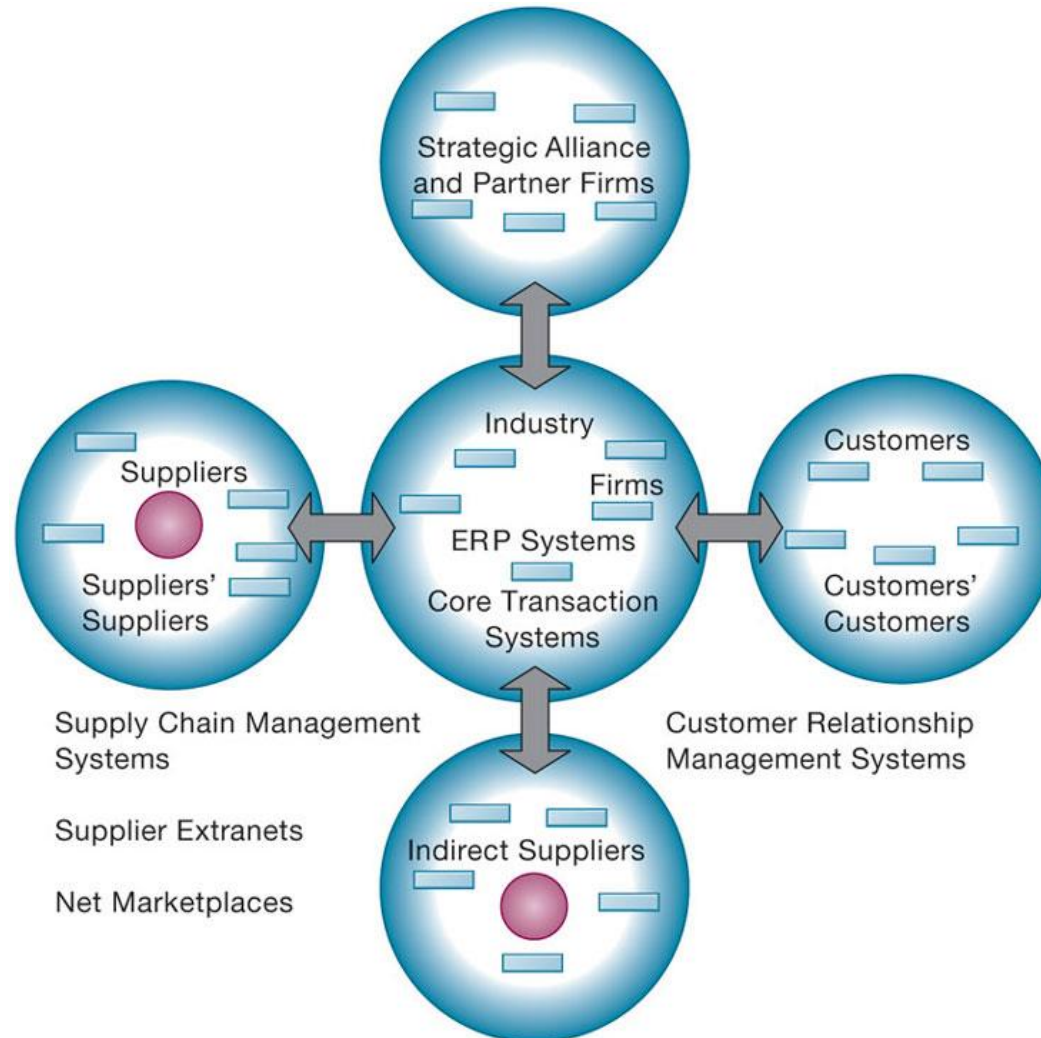 Strategic Alliance
and Partner Firms
Industry
Firms
ERP Systems
Core Transaction
Systems
Suppliers
Suppliers’
Suppliers
Customers
Customers’
Customers
Supply Chain Management
Systems
Supplier Extranets
Net Marketplaces
Customer Relationship
Management Systems
Indirect Suppliers